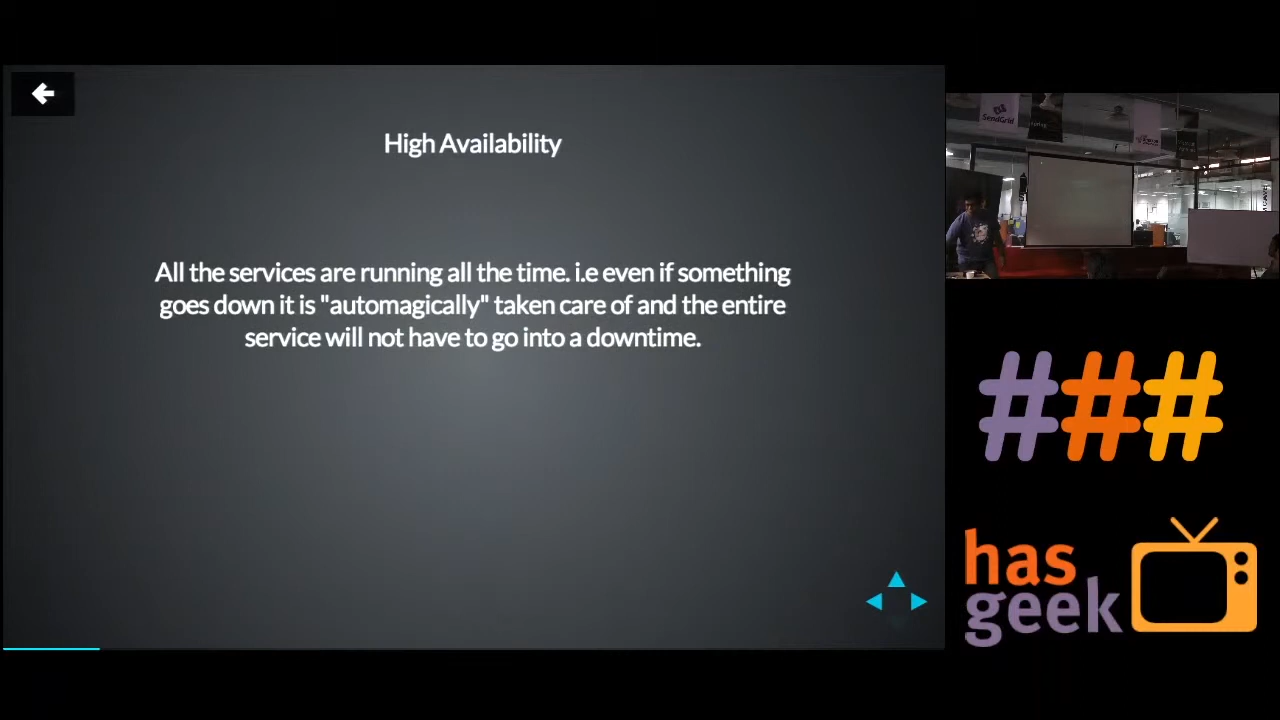 High Availability
All the services are running all the time. i.e even if something
goes down it is "automagically" taken care of and the entire
service will not have to go into a downtime.
SendGrid
###
has
geek